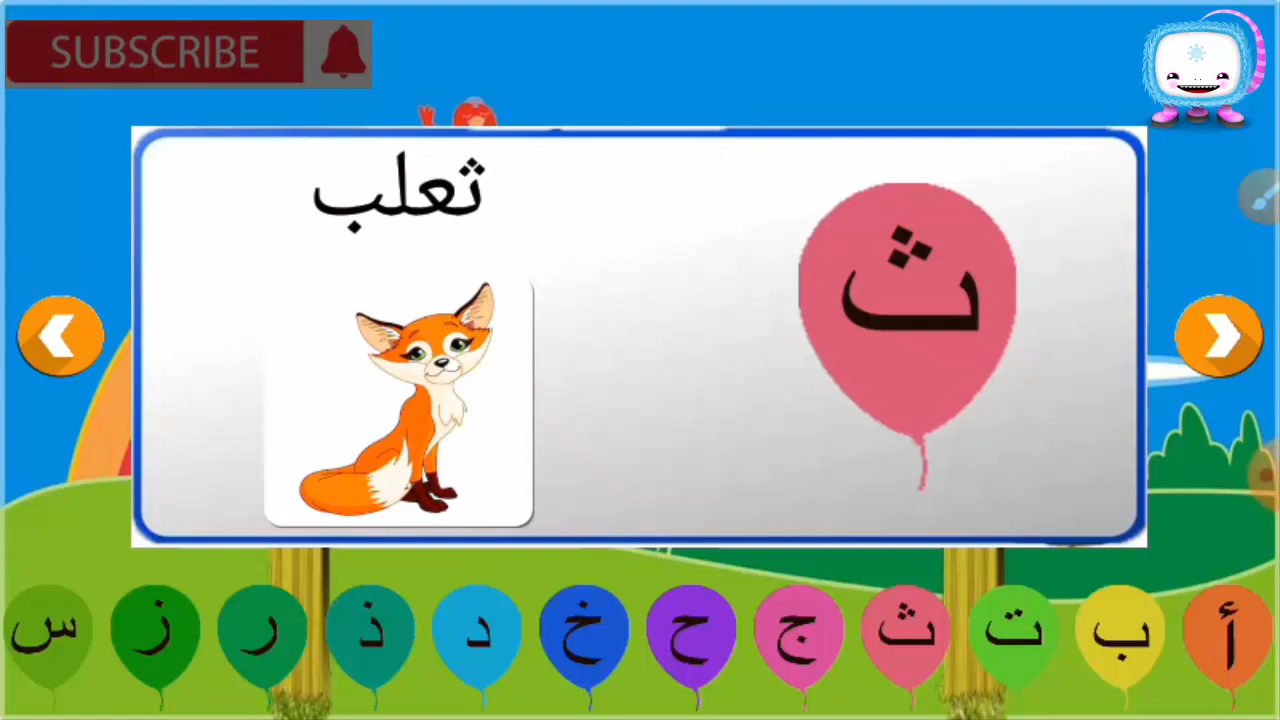 SUBSCRIBE
ثعلب
ث
أ ب ت ث ج ح خ د ذ ر ز س